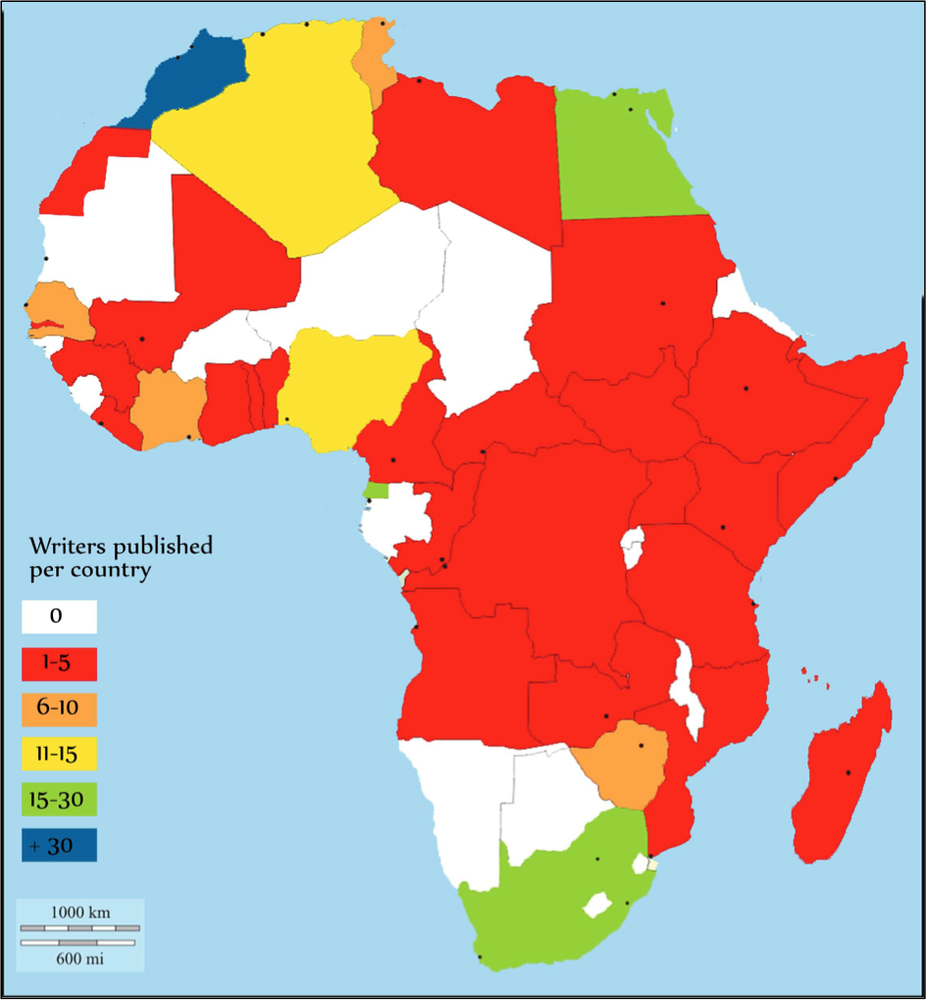 Writers published
per country
0
1-5
6-10
11-15
15-30
+ 30
1000 km
600 mi